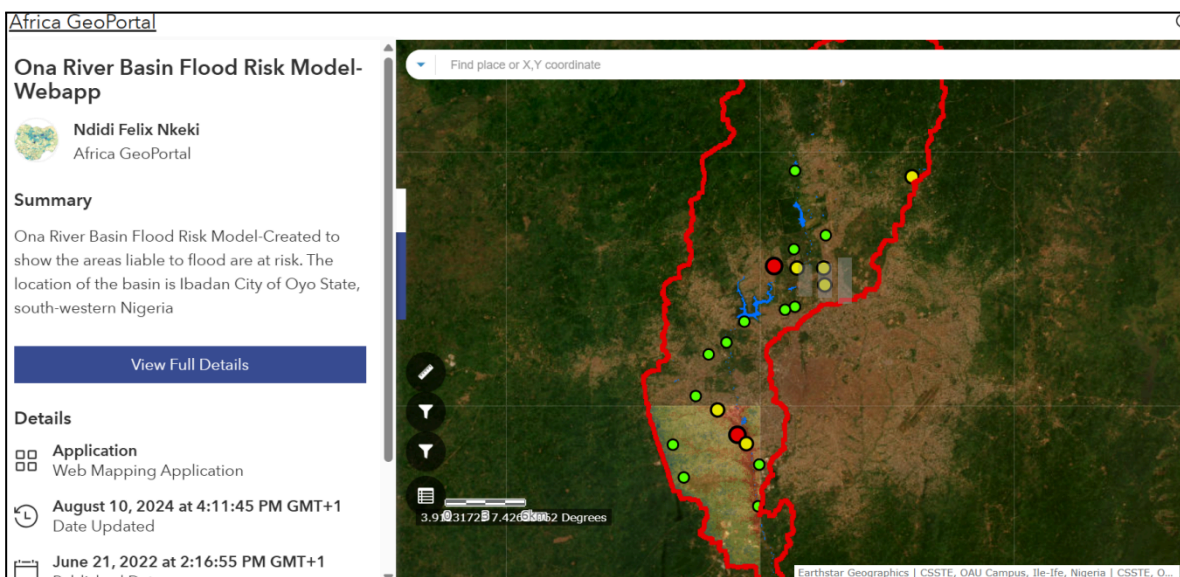 Africa GeoPortal
Ona River Basin Flood Risk Model-
Webapp
Ndidi Felix Nkeki
Africa GeoPortal
Summary
Ona River Basin Flood Risk Model-Created to
show the areas liable to flood are at risk. The
location of the basin is Ibadan City of Oyo State,
south-western Nigeria
View Full Details
Details
Application
Web Mapping Application
August 10, 2024 at 4:11:45 PM GMT+1
Date Updated
June 21, 2022 at 2:16:55 PM GMT+1
Find place or X,Y coordinate
0 3 6km
Degrees
Earthstar Geographics | CSSTE, OAU Campus, Ile-Ife, Nigeria | CSSTE, O...